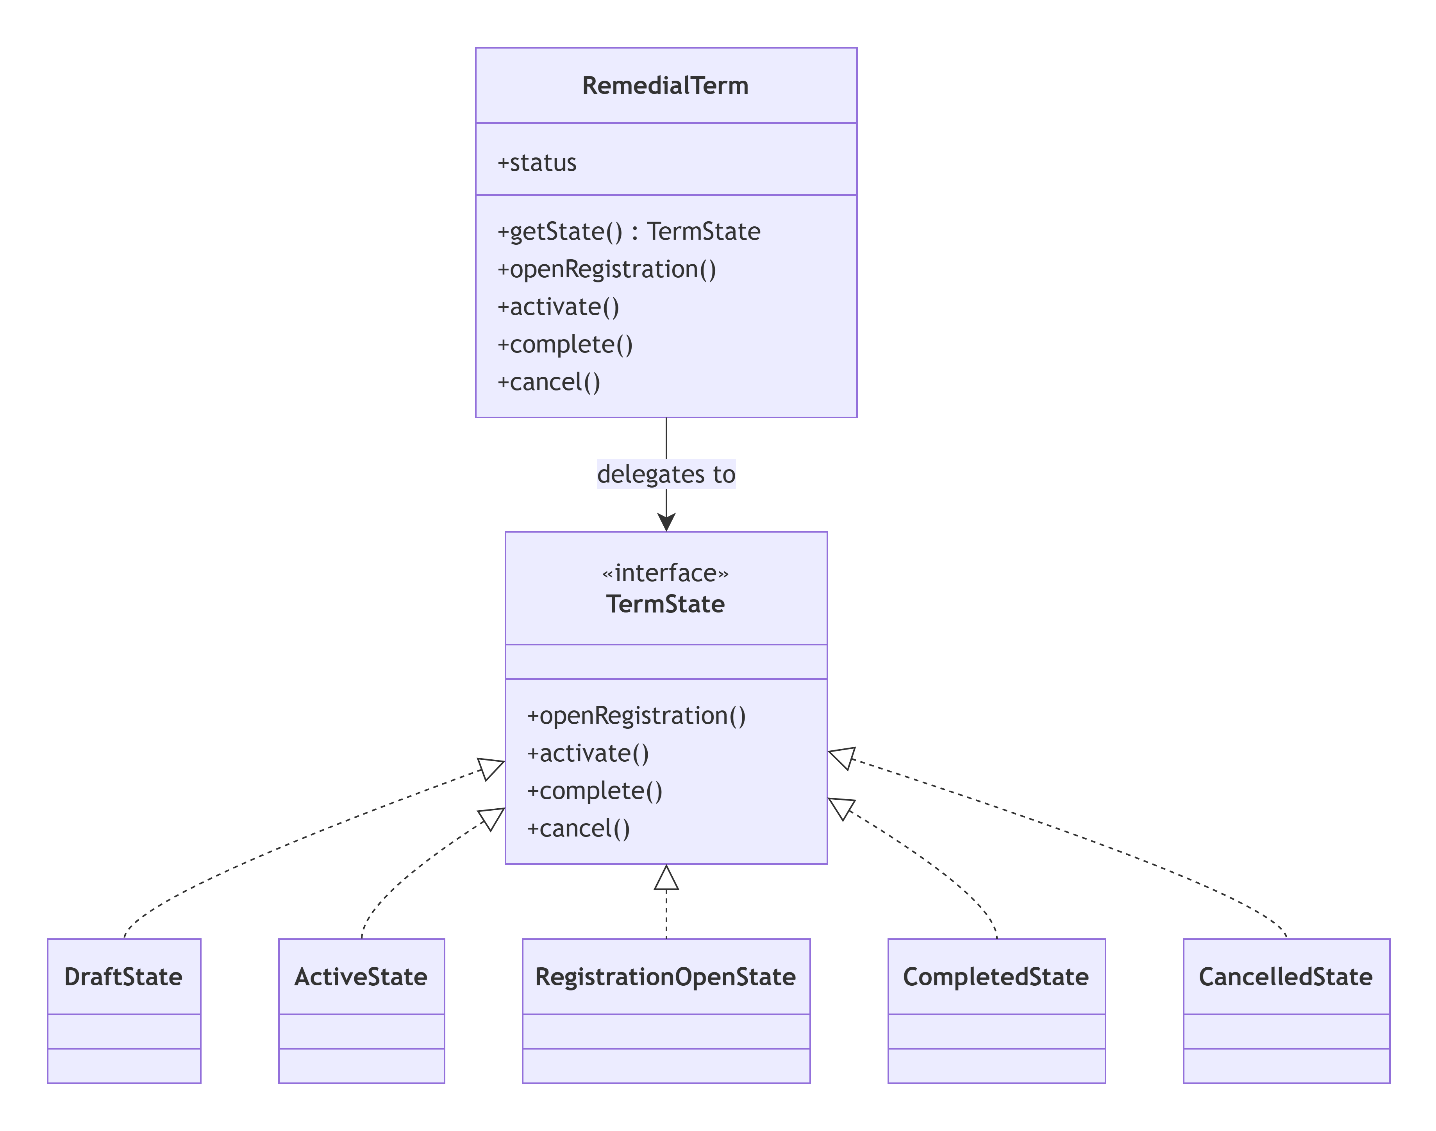 RemedialTerm
+status
+getState() : TermState
+openRegistration()
+activate()
+complete()
+cancel()
delegates to
«interface»
TermState
+openRegistration()
+activate()
+complete()
+cancel()
DraftState
ActiveState
RegistrationOpenState
CompletedState
CancelledState